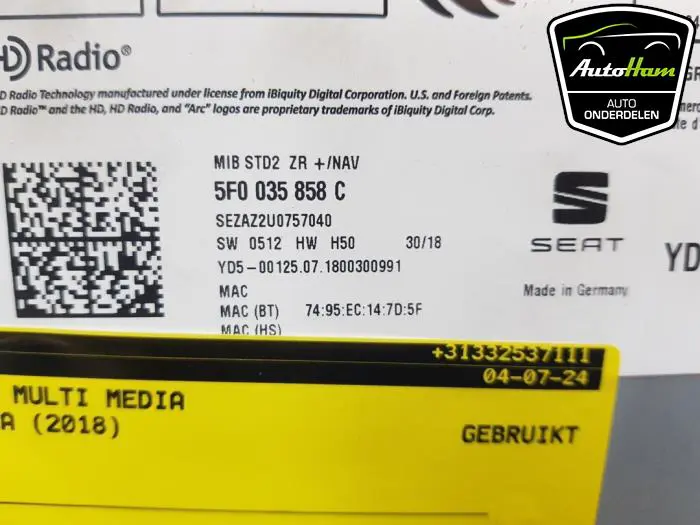 HD Radio®
D Radio Technology manufactured under license from iBiquity Digital Corporation. U.S. and Foreign Patents.
D Radio™ and the HD, HD Radio, and "Arc" logos are proprietary trademarks of iBiquity Digital Corp.
AutoHam
AUTO
ONDERDELEN
MIB STD2 ZR +/NAV
5F0 035 858 C
SEZAZ2U0757040
SW 0512 HW H50 30/18
YD5-00125.07.1800300991
MAC
MAC (BT) 74:95:EC:14:7D:5F
MAC (HS)
SEAT
Made in Germany
YD
+31332537111
04-07-24
MULTI MEDIA
A (2018)
GEBRUIKT